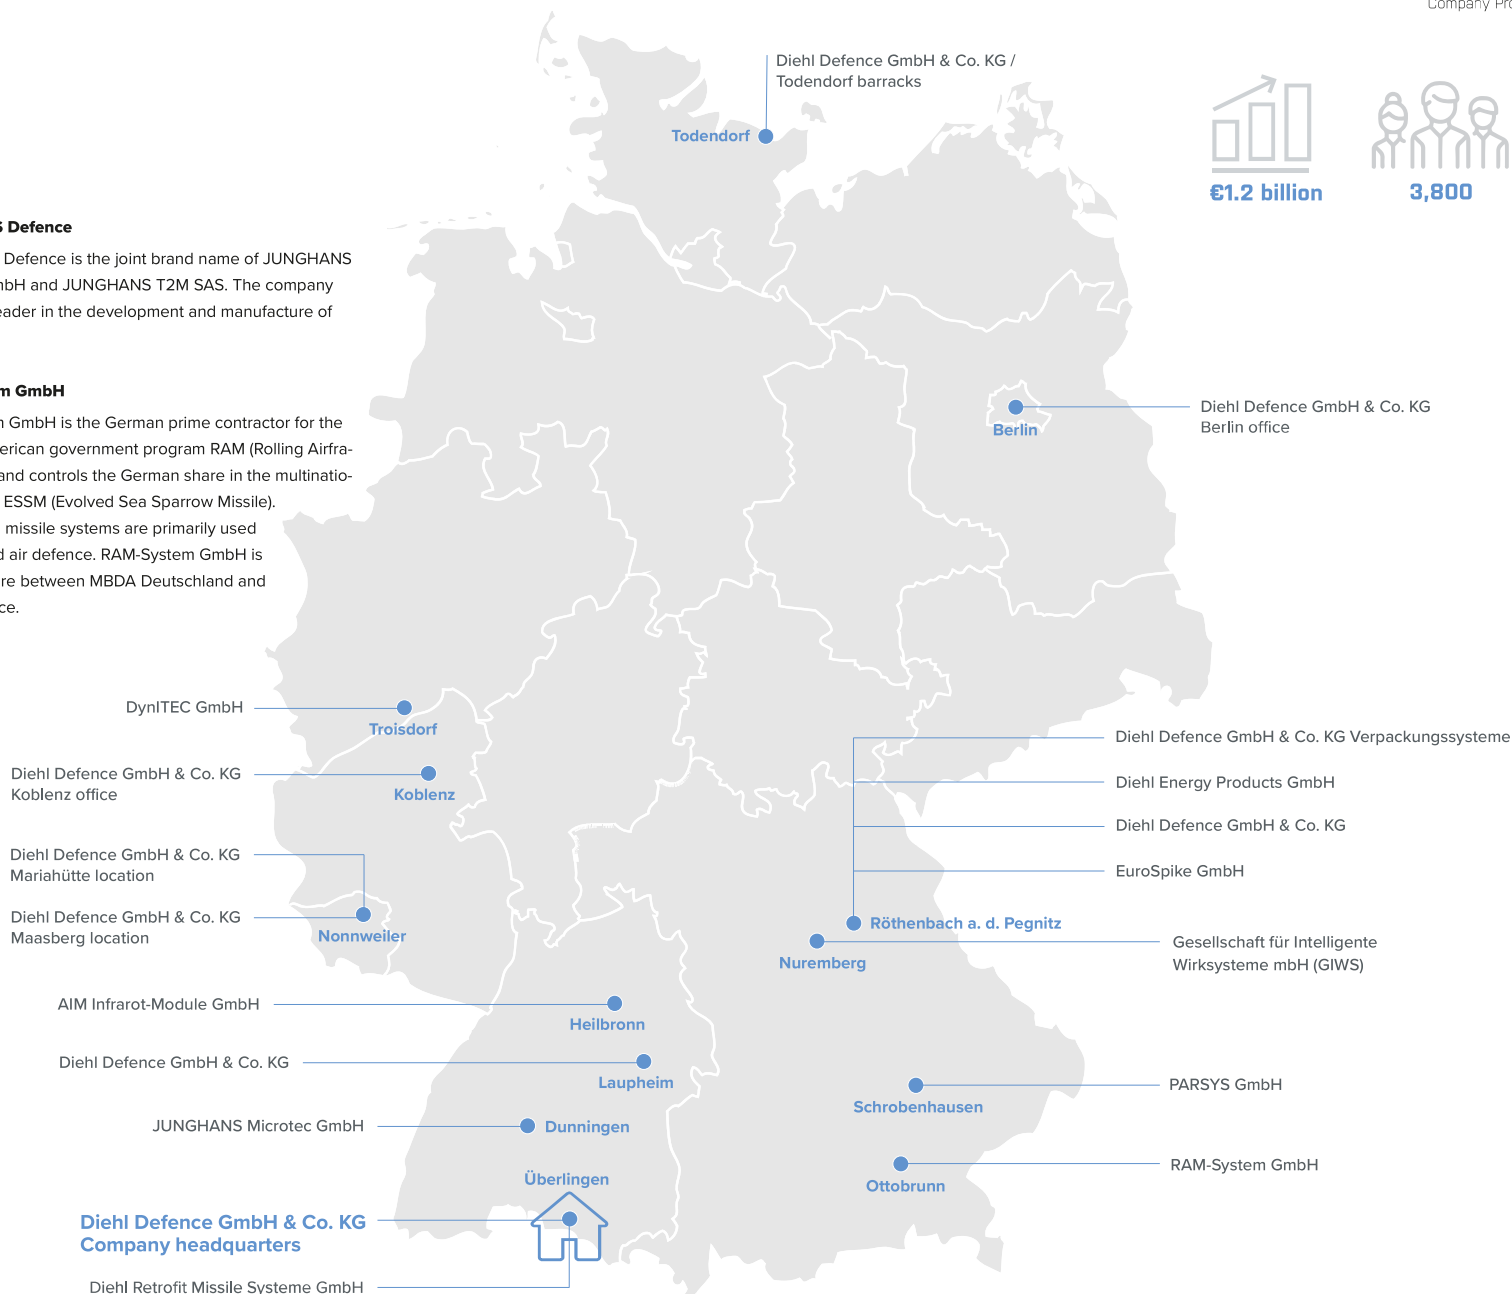 Company Pro
Diehl Defence GmbH & Co. KG /
Todendorf barracks
Todendorf
€1.2 billion
3,800
Defence
Defence is the joint brand name of JUNGHANS
mbH and JUNGHANS T2M SAS. The company
eader in the development and manufacture of
m GmbH
m GmbH is the German prime contractor for the
erican government program RAM (Rolling Airfra-
and controls the German share in the multinatio-
ESSM (Evolved Sea Sparrow Missile).
missile systems are primarily used
d air defence. RAM-System GmbH is
re between MBDA Deutschland and
ce.
Diehl Defence GmbH & Co. KG
Berlin office
Berlin
DynITEC GmbH
Troisdorf
Diehl Defence GmbH & Co. KG
Koblenz office
Koblenz
Diehl Defence GmbH & Co. KG
Mariahütte location
Diehl Defence GmbH & Co. KG
Maasberg location
Nonnweiler
Diehl Defence GmbH & Co. KG Verpackungssysteme
Diehl Energy Products GmbH
Diehl Defence GmbH & Co. KG
EuroSpike GmbH
Röthenbach a. d. Pegnitz
Nuremberg
Gesellschaft für Intelligente
Wirksysteme mbH (GIWS)
AIM Infrarot-Module GmbH
Heilbronn
Diehl Defence GmbH & Co. KG
Laupheim
JUNGHANS Microtec GmbH
Dunningen
PARSYS GmbH
Schrobenhausen
RAM-System GmbH
Ottobrunn
Überlingen
Diehl Defence GmbH & Co. KG
Company headquarters
Diehl Retrofit Missile Systeme GmbH